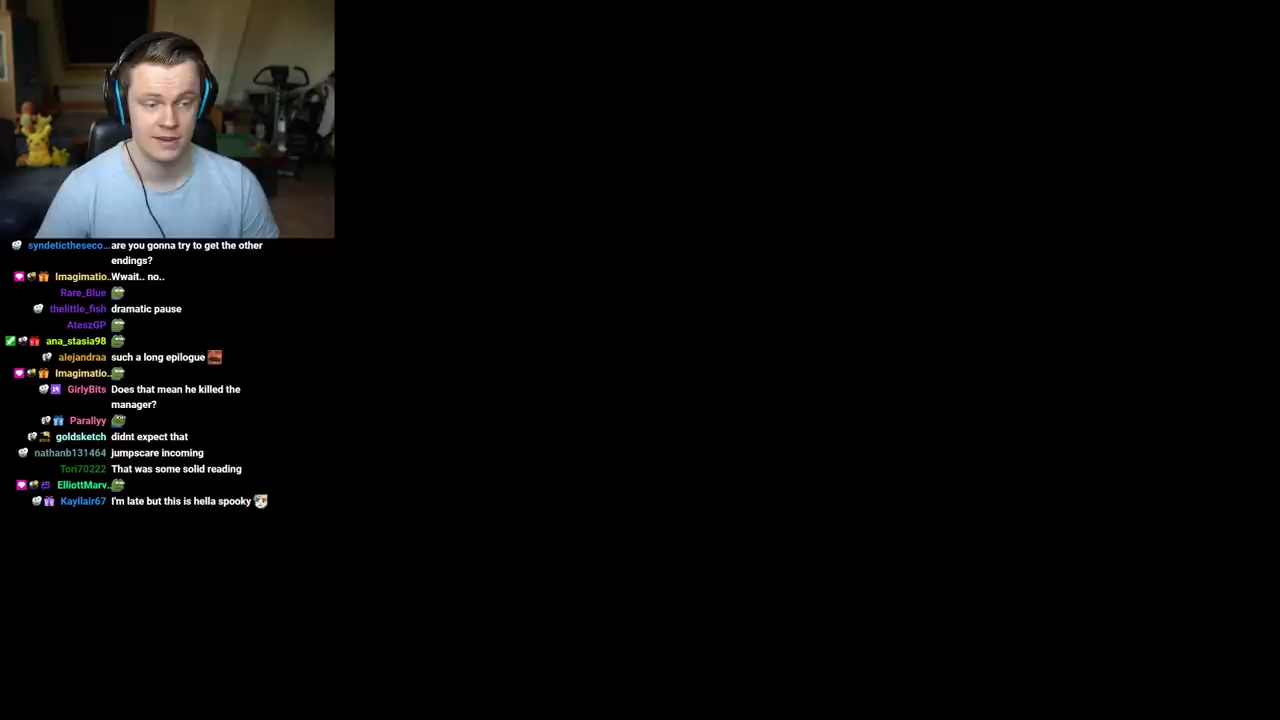 syndetictheseco… are you gonna try to get the other
endings?
Imagimatio.. Wwait.. no..
Rare_Blue
thelittle_fish dramatic pause
AteszGP
ana_stasia98
alejandraa such a long epilogue
Imagimatio..
GirlyBits Does that mean he killed the
manager?
Parallyy
goldsketch didnt expect that
nathanb131464 jumpscare incoming
Tori70222 That was some solid reading
ElliottMarv..
Kayllair67 I'm late but this is hella spooky